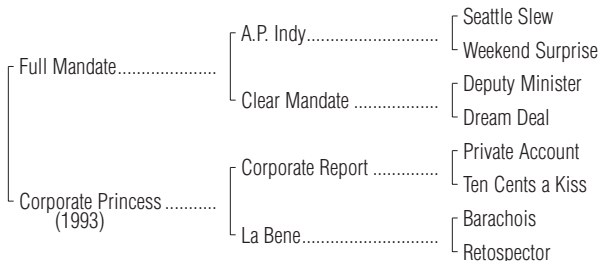 Seattle Slew
A.P. Indy........................
Weekend Surprise
Full Mandate..................
Deputy Minister
Clear Mandate ...............
Dream Deal
Private Account
Corporate Report ............
Ten Cents a Kiss
Corporate Princess .........
(1993)
Barachois
La Bene.........................
Retospector